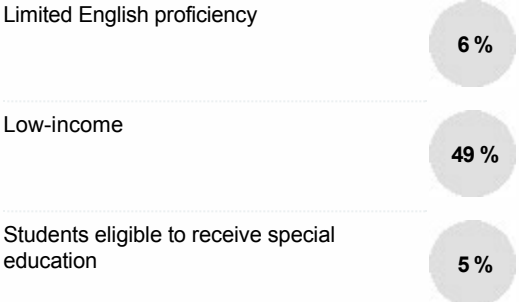 Limited English proficiency
6 %
Low-income
49 %
Students eligible to receive special
education
5 %